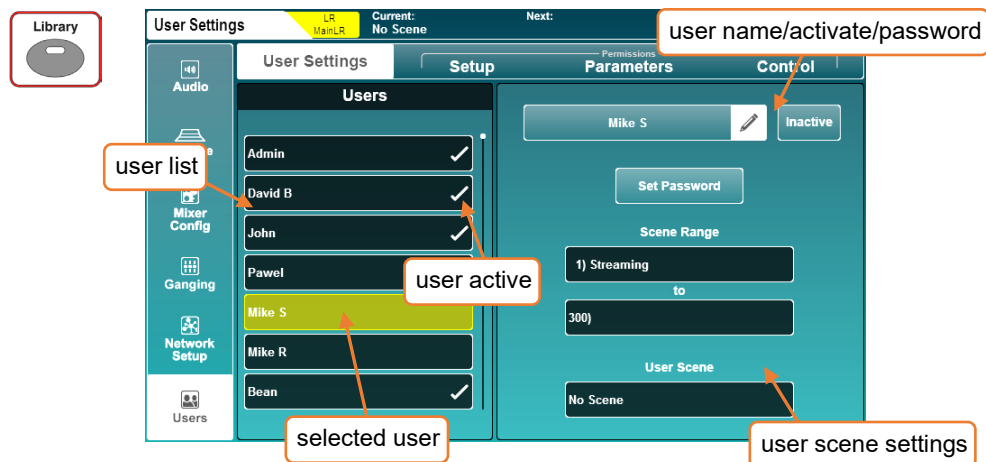 Library
User Settings
LR
MainLR
Current:
No Scene
Next:
user name/activate/password
User Settings
Permissions
Setup
Parameters
Control
Audio
Mixer
Config
Ganging
Network
Setup
Users
Users
Admin
David B
John
Pawel
Mike S
Mike R
Bean
user list
user active
selected user
Mike S
Inactive
Set Password
Scene Range
1) Streaming
to
300)
User Scene
No Scene
user scene settings